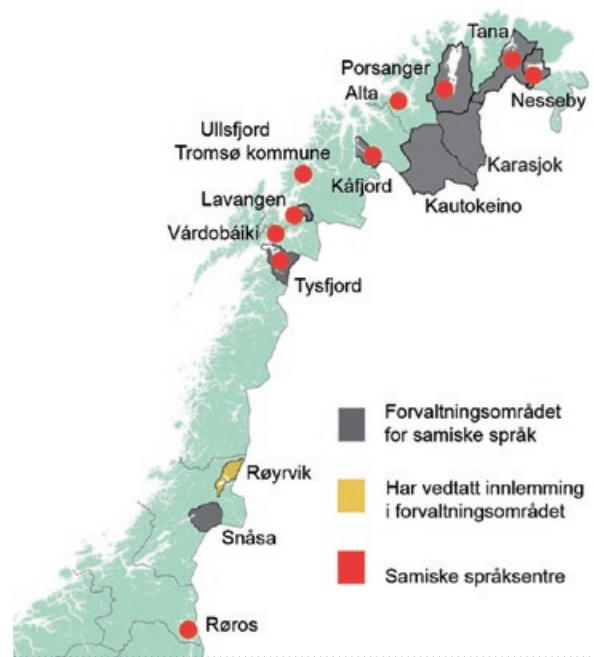 Tana
Porsanger
Alta
Nesseby
Ullsfjord
Tromsø kommune
Karasjok
Kåfjord
Kautokeino
Lavangen
Várdobáiki
Tysfjord
Forvaltningsområdet
for samiske språk
Røyrvik
Har vedtatt innlemming
i forvaltningsområdet
Snåsa
Samiske språksentre
Røros